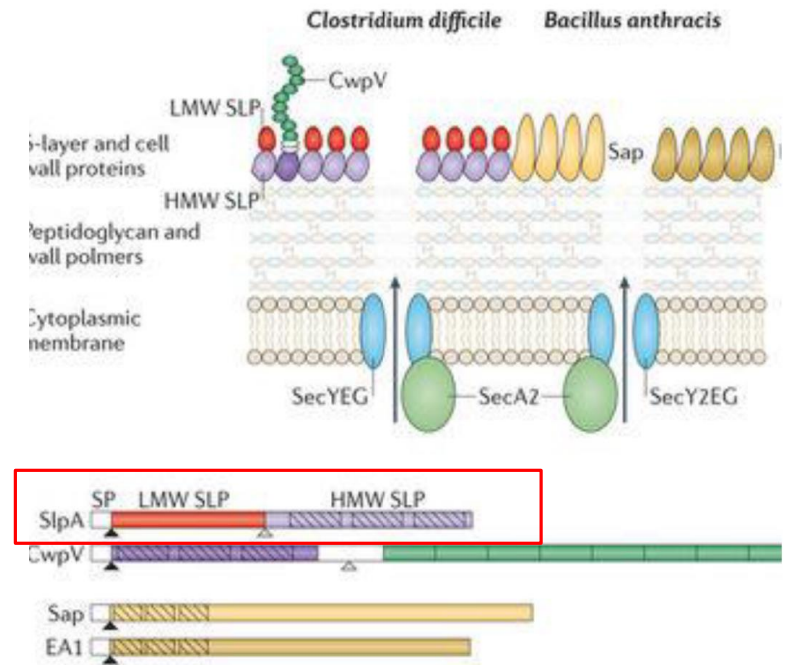 Clostridium difficile Bacillus anthracis
CwpV
LMW SLP
-layer and cell
wall proteins
Sap
HMW SLP
Peptidoglycan and
wall polmers
Cytoplasmic
membrane
SecYEG
SecA2
SecY2EG
SP LMW SLP HMW SLP
SlpA
CwpV
Sap
EA1